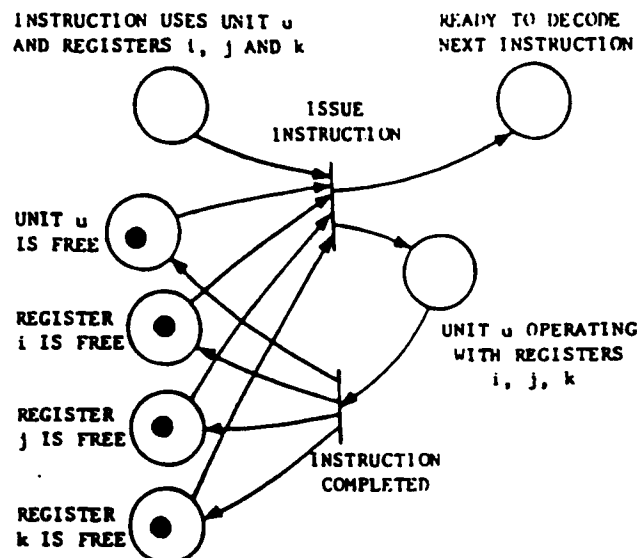 INSTRUCTION USES UNIT u
AND REGISTERS i, j AND k
READY TO DECODE
NEXT INSTRUCTION
ISSUE
INSTRUCTION
UNIT u
IS FREE
REGISTER
i IS FREE
UNIT u OPERATING
WITH REGISTERS
i, j, k
REGISTER
j IS FREE
INSTRUCTION
COMPLETED
REGISTER
k IS FREE